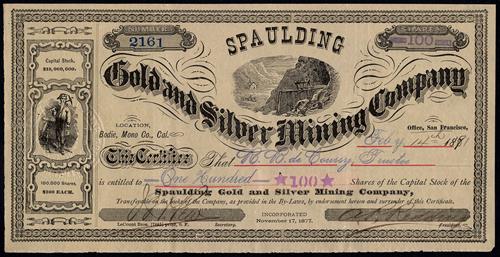 NUMBER
2161
SHARES
100
SPAULDING
Gold and Silver Mining Company
Capital Stock,
$10,000,000.
100,000 Shares
$100 EACH.
LOCATION,
Bodie, Mono Co., Cal.
Office, San Francisco,
Feby 14th 187
This Certifies That H. W. de Courcy, Trustee
is entitled to One Hundred ★100★ Shares of the Capital Stock of the
Spaulding Gold and Silver Mining Company,
Transferable on the books of the Company, as provided in the By-Laws, by endorsement hereon and surrender of this Certificate.
INCORPORATED
November 17, 1877.
Secretary.
President.